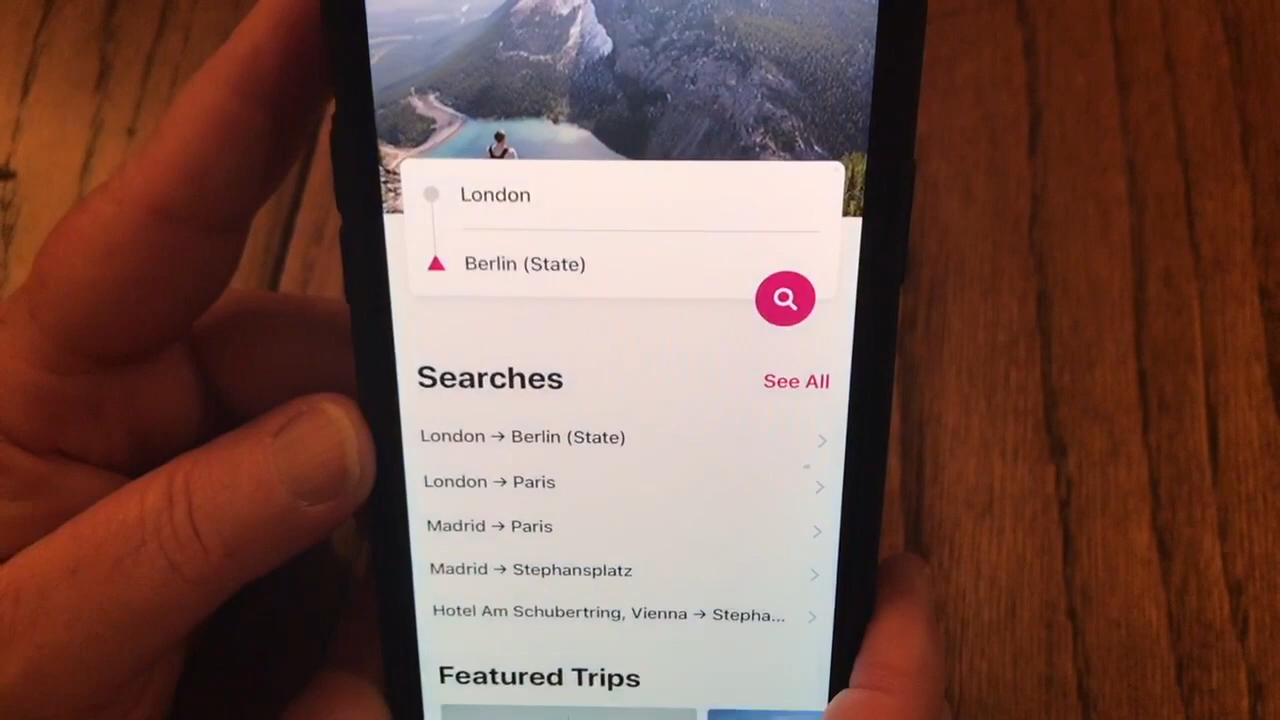 London
Berlin (State)
Searches
See All
London → Berlin (State)
London → Paris
Madrid → Paris
Madrid → Stephansplatz
Hotel Am Schubertring, Vienna → Stepha...
Featured Trips